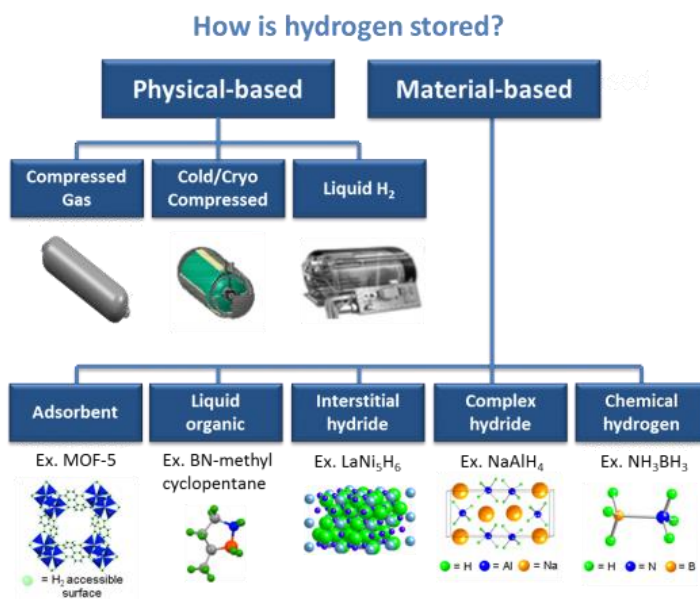 How is hydrogen stored?
Physical-based
Material-based
Compressed
Gas
Cold/Cryo
Compressed
Liquid H₂
Adsorbent
Liquid
organic
Interstitial
hydride
Complex
hydride
Chemical
hydrogen
Ex. MOF-5
Ex. BN-methyl
cyclopentane
Ex. LaNi₅H₆
Ex. NaAlH₄
Ex. NH₃BH₃
= H₂ accessible
surface
= H = Al = Na
= H = N = B